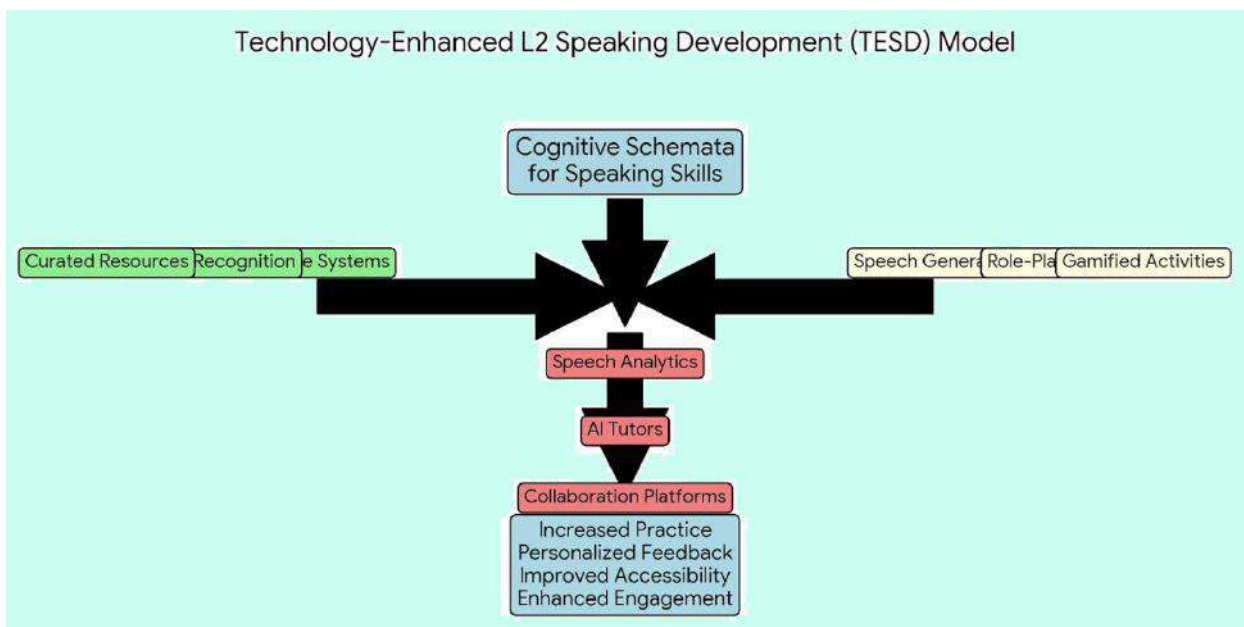 Technology-Enhanced L2 Speaking Development (TESD) Model
Cognitive Schemata
for Speaking Skills
Curated Resources Recognition e Systems
Speech Genera Role-Pla Gamified Activities
Speech Analytics
AI Tutors
Collaboration Platforms
Increased Practice
Personalized Feedback
Improved Accessibility
Enhanced Engagement